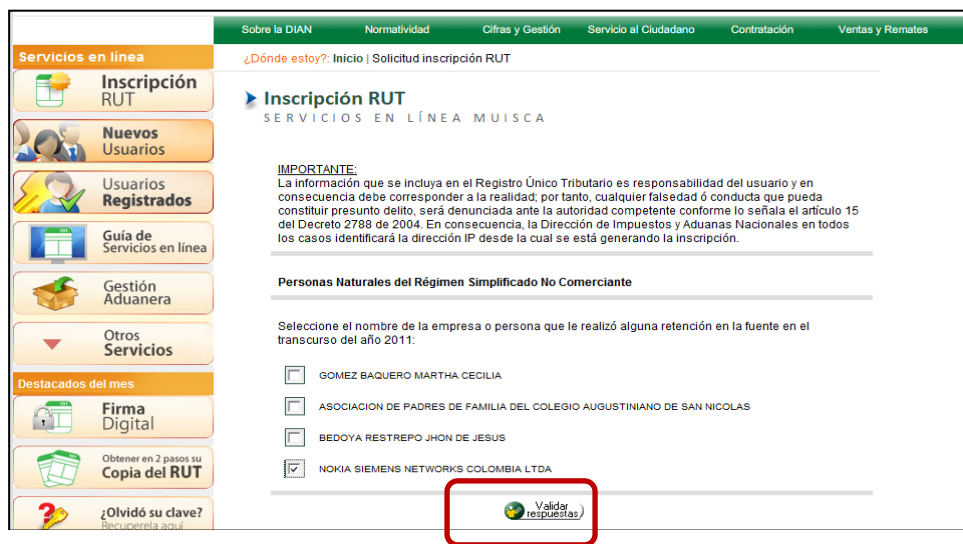 Sobre la DIAN Normatividad Cifras y Gestión Servicio al Ciudadano Contratación Ventas y Remates
Servicios en línea
Inscripción
RUT
Nuevos
Usuarios
Usuarios
Registrados
Guía de
Servicios en línea
Gestión
Aduanera
Otros
Servicios
Destacados del mes
Firma
Digital
Obtener en 2 pasos su
Copia del RUT
¿Olvidó su clave?
Recuperela aquí
¿Dónde estoy?: Inicio | Solicitud inscripción RUT
Inscripción RUT
SERVICIOS EN LÍNEA MUISCA
IMPORTANTE:
La información que se incluya en el Registro Único Tributario es responsabilidad del usuario y en
consecuencia debe corresponder a la realidad; por tanto, cualquier falsedad ó conducta que pueda
constituir presunto delito, será denunciada ante la autoridad competente conforme lo señala el artículo 15
del Decreto 2788 de 2004. En consecuencia, la Dirección de Impuestos y Aduanas Nacionales en todos
los casos identificará la dirección IP desde la cual se está generando la inscripción.
Personas Naturales del Régimen Simplificado No Comerciante
Seleccione el nombre de la empresa o persona que le realizó alguna retención en la fuente en el
transcurso del año 2011:
GOMEZ BAQUERO MARTHA CECILIA
ASOCIACION DE PADRES DE FAMILIA DEL COLEGIO AUGUSTINIANO DE SAN NICOLAS
BEDOYA RESTREPO JHON DE JESUS
NOKIA SIEMENS NETWORKS COLOMBIA LTDA
Validar
respuestas